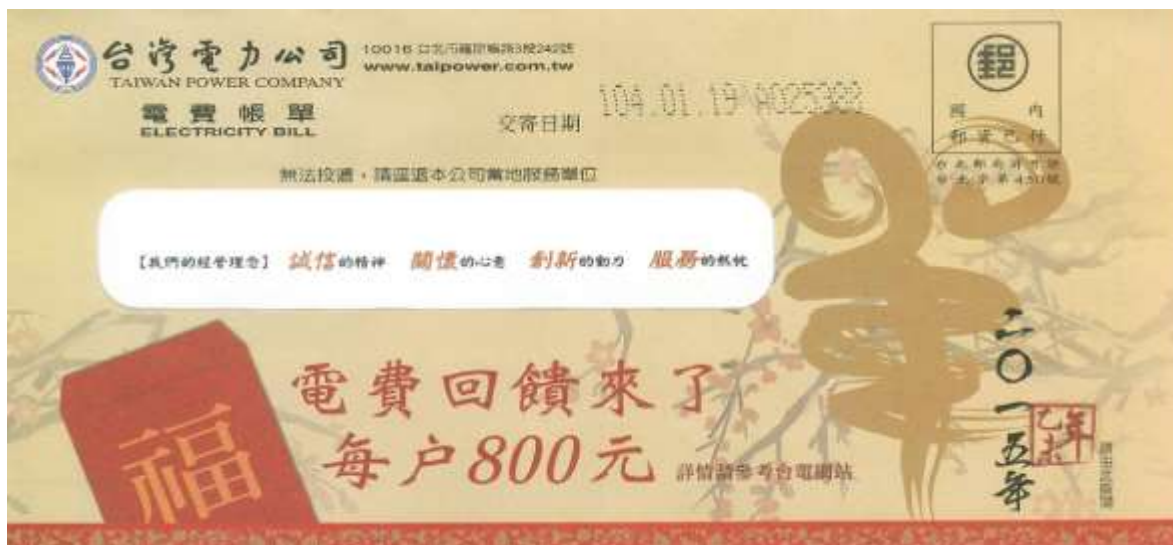 台灣電力公司
TAIWAN POWER COMPANY
10016 台北市羅斯福路3段242號
www.taipower.com.tw
電費帳單
ELECTRICITY BILL
交寄日期
104.01.19
郵
國內
郵資已付
無法投遞，請逕退本公司當地服務單位
【我們的經營理念】 誠信的精神 關懷的心意 創新的動力 服務的熱忱
電費回饋來了
每户800元
詳情請參考台電網站
福
二〇一五年
乙未年